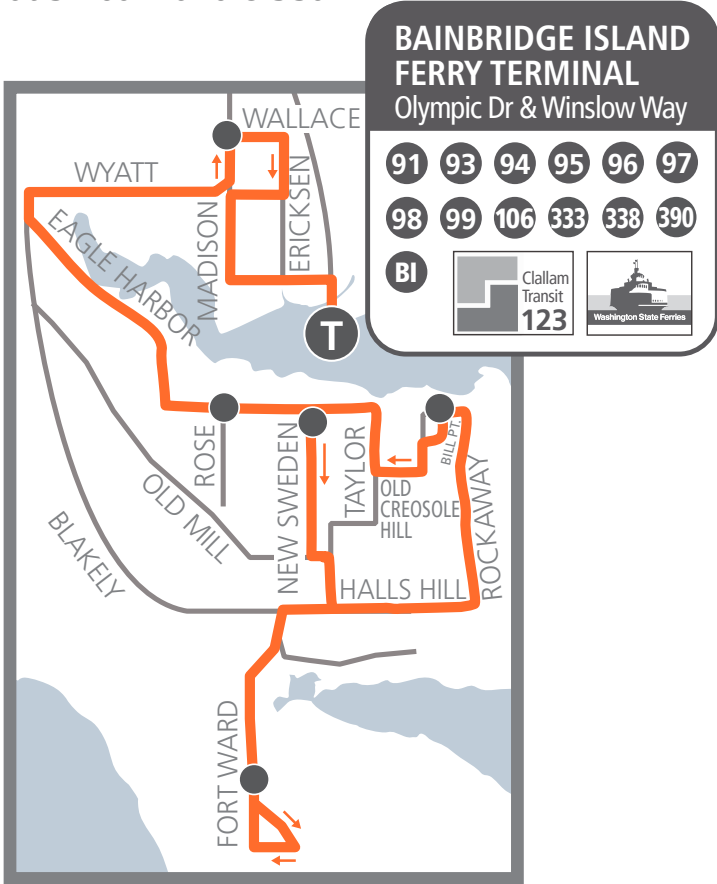 BAINBRIDGE ISLAND
FERRY TERMINAL
Olympic Dr & Winslow Way
91 93 94 95 96 97
98 99 106 333 338 390
BI
Clallam
Transit
123
Washington State Ferries
WALLACE
WYATT
MADISON
ERICKSEN
EAGLE HARBOR
T
ROSE
NEW SWEDEN
TAYLOR
BILL PT.
OLD
CREOSOLE
HILL
ROCKAWAY
OLD MILL
BLAKELY
HALLS HILL
FORT WARD